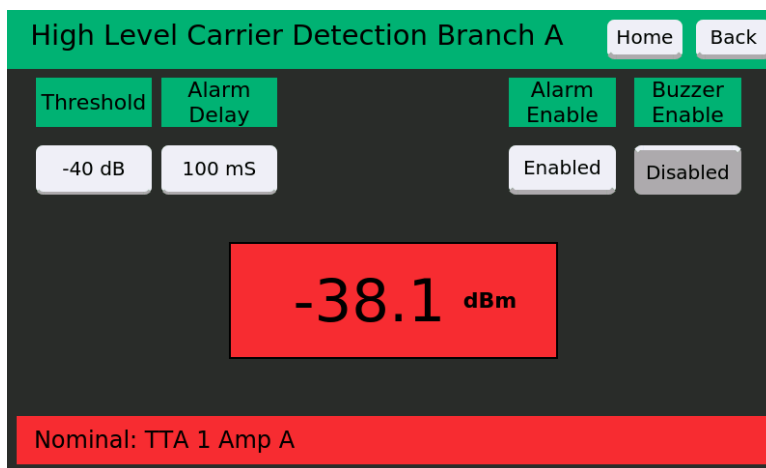 High Level Carrier Detection Branch A
Home
Back
Threshold
Alarm
Delay
Alarm
Enable
Buzzer
Enable
-40 dB
100 mS
Enabled
Disabled
-38.1 dBm
Nominal: TTA 1 Amp A